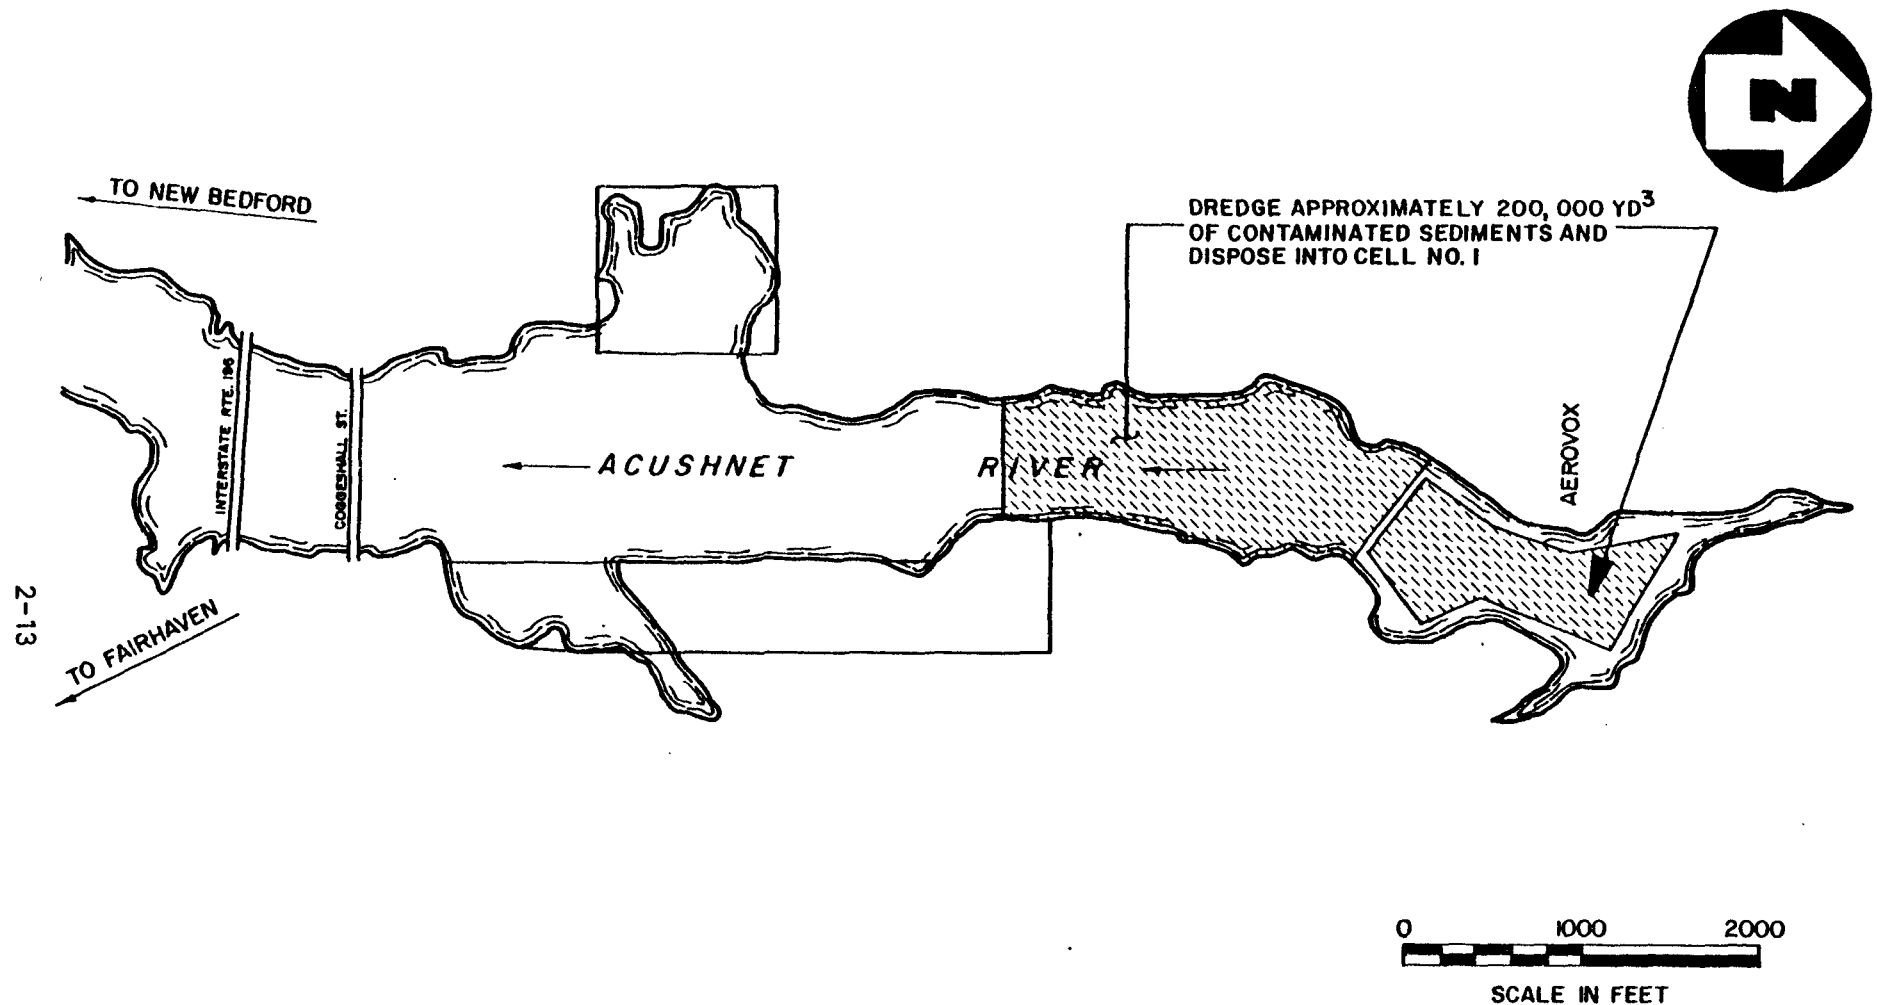 N
TO NEW BEDFORD
DREDGE APPROXIMATELY 200,000 YD³
OF CONTAMINATED SEDIMENTS AND
DISPOSE INTO CELL NO. 1
INTERSTATE RTE. 195
COGGESHALL ST.
ACUSHNET RIVER
AEROVOX
2-13
TO FAIRHAVEN
0 1000 2000
SCALE IN FEET